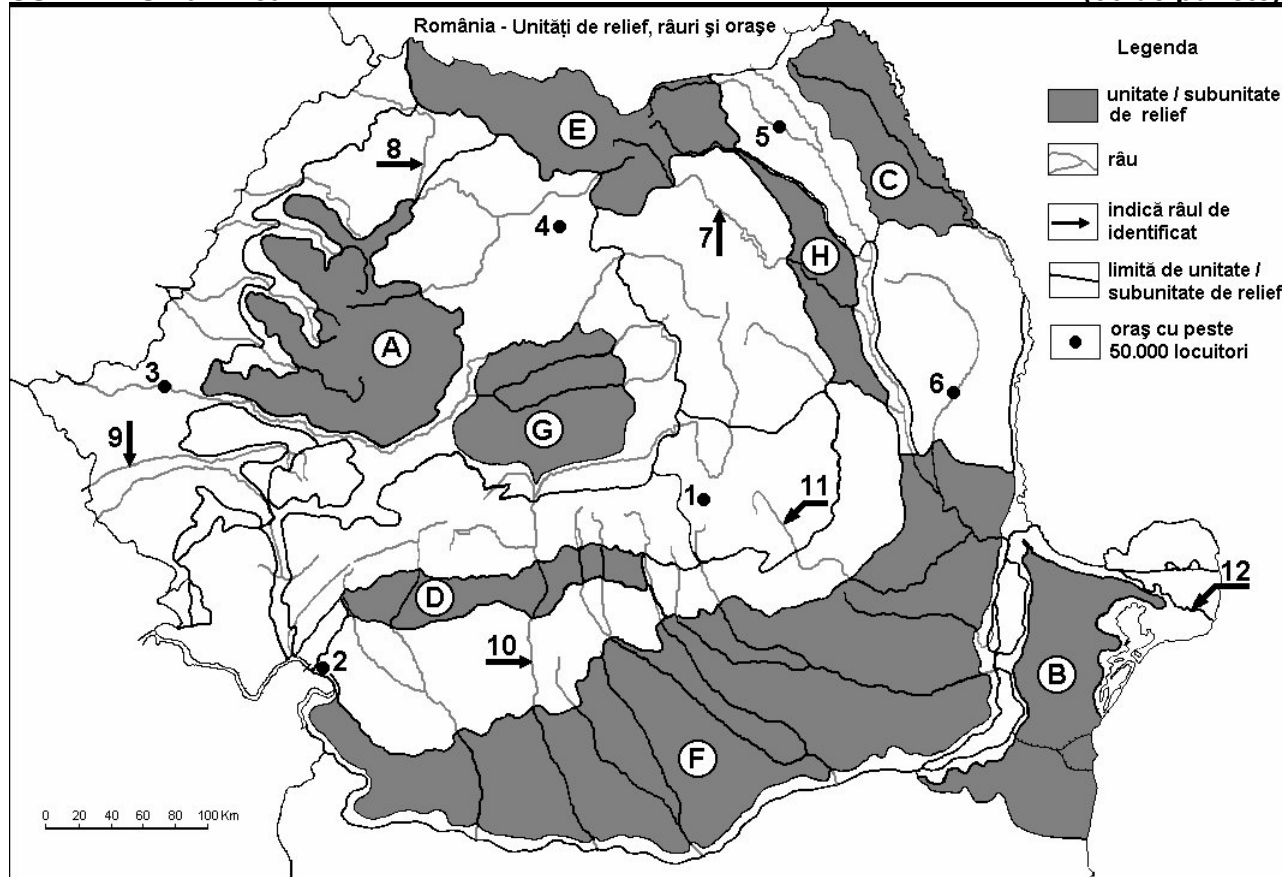 România - Unități de relief, râuri și orașe
Legenda
unitate / subunitate
de relief
râu
indică râul de
identificat
limită de unitate /
subunitate de relief
oraș cu peste
50.000 locuitori
E
5
8
C
4
7
H
A
3
6
9
G
1
11
12
D
2
10
B
F
0 20 40 60 80 100 Km